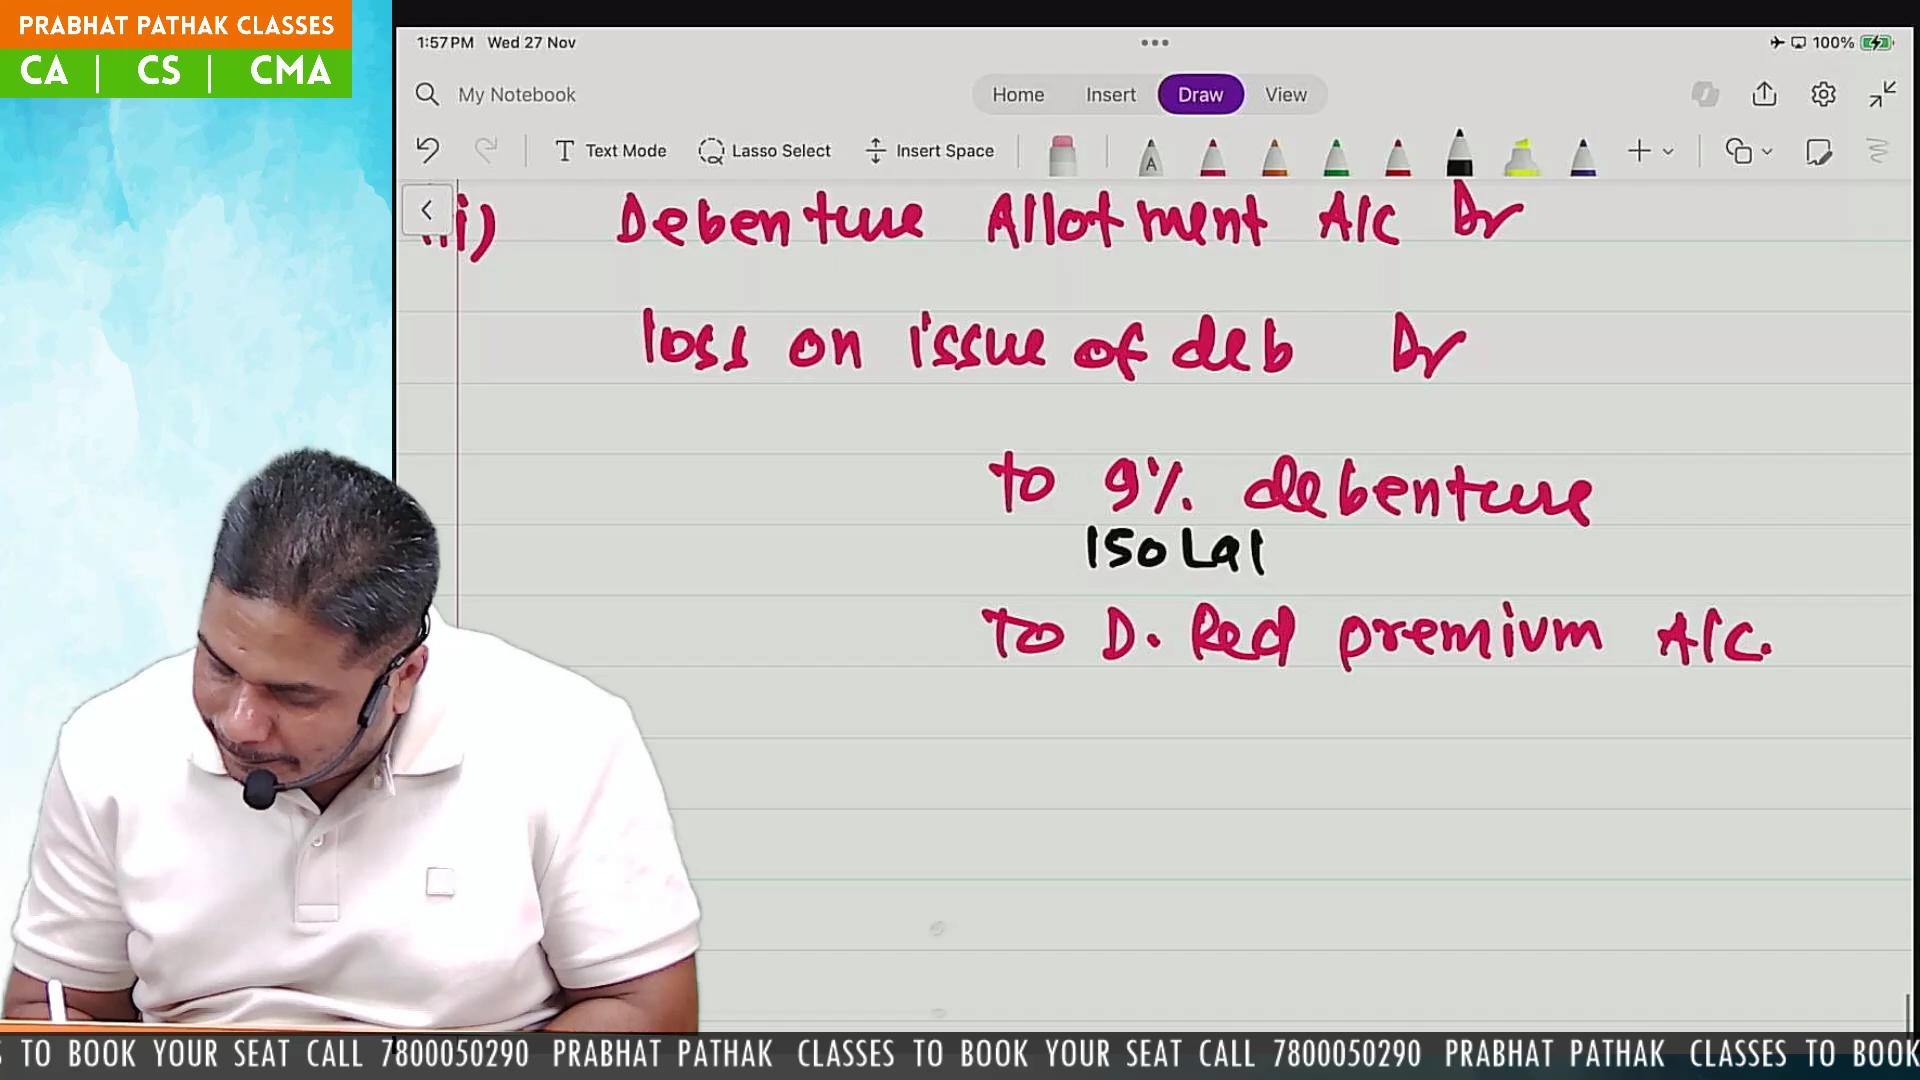 PRABHAT PATHAK CLASSES
CA | CS | CMA
1:57 PM Wed 27 Nov
100%
My Notebook
Home Insert Draw View
Text Mode Lasso Select Insert Space
A
iii) Debenture Allotment A/c Dr
loss on issue of deb Dr
to 9% debenture
150 Lal
to D. Red premium A/c.
S TO BOOK YOUR SEAT CALL 7800050290 PRABHAT PATHAK CLASSES TO BOOK YOUR SEAT CALL 7800050290 PRABHAT PATHAK CLASSES TO BOOK